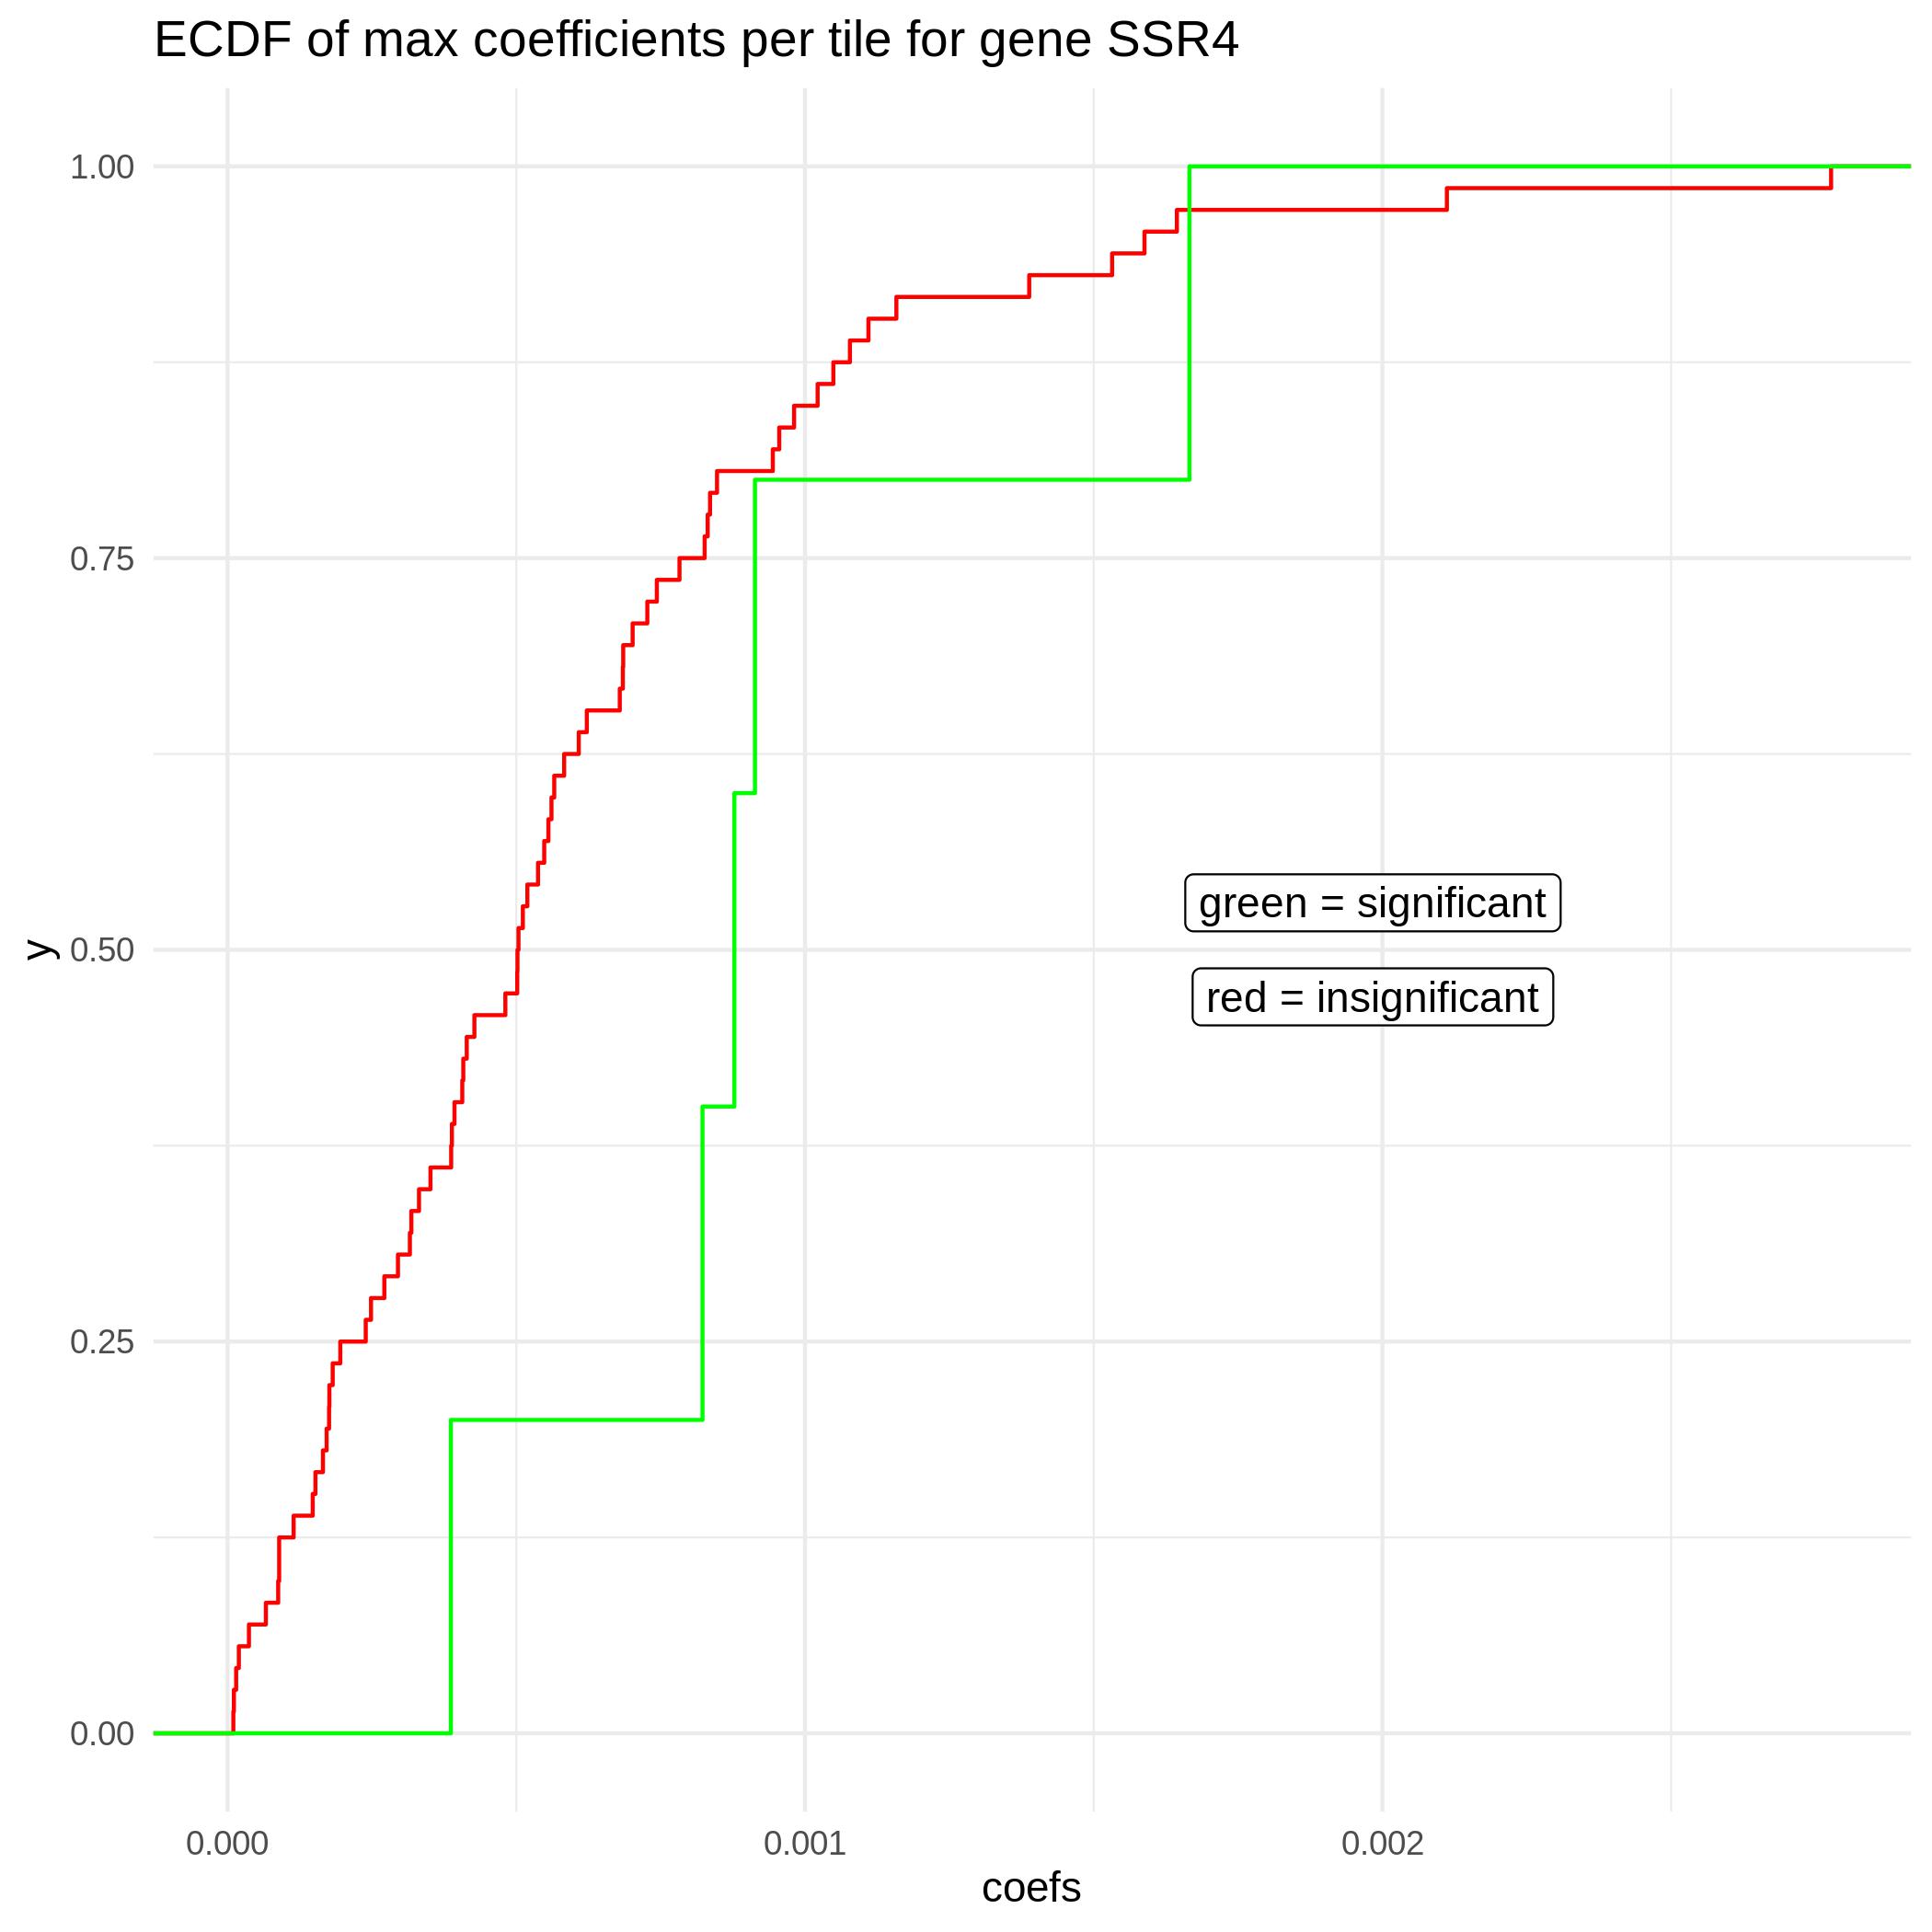 ECDF of max coefficients per tile for gene SSR4
1.00
0.75
0.50
0.25
0.00
y
green = significant
red = insignificant
0.000
0.001
0.002
coefs